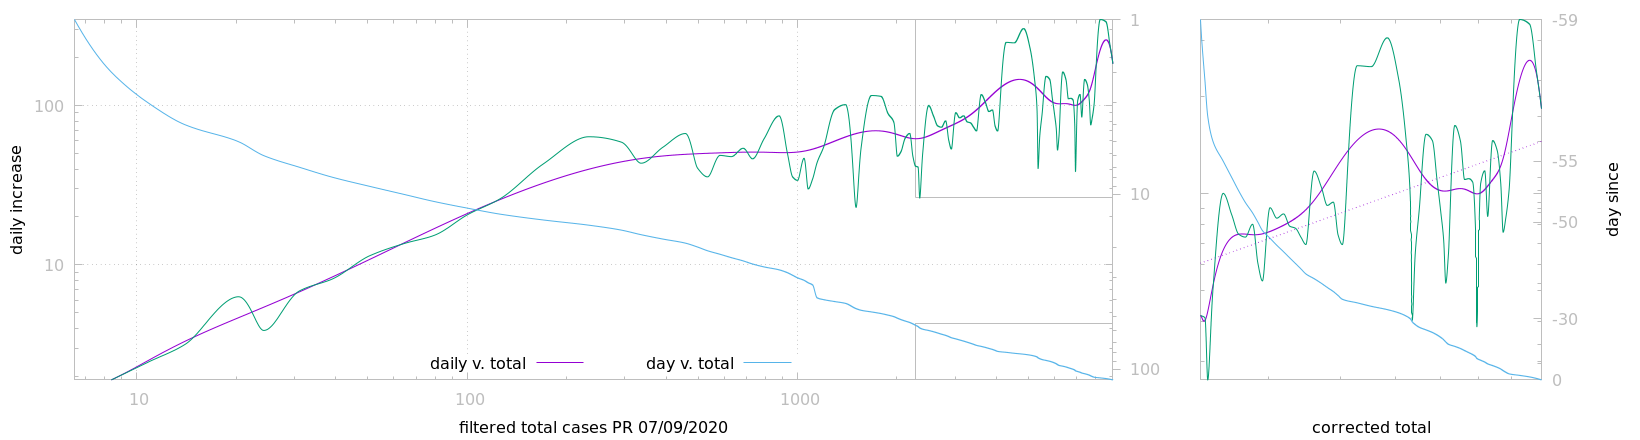 daily increase
100
10
10
100
1000
1
10
100
daily v. total
day v. total
filtered total cases PR 07/09/2020
-59
-55
-50
-30
0
day since
corrected total